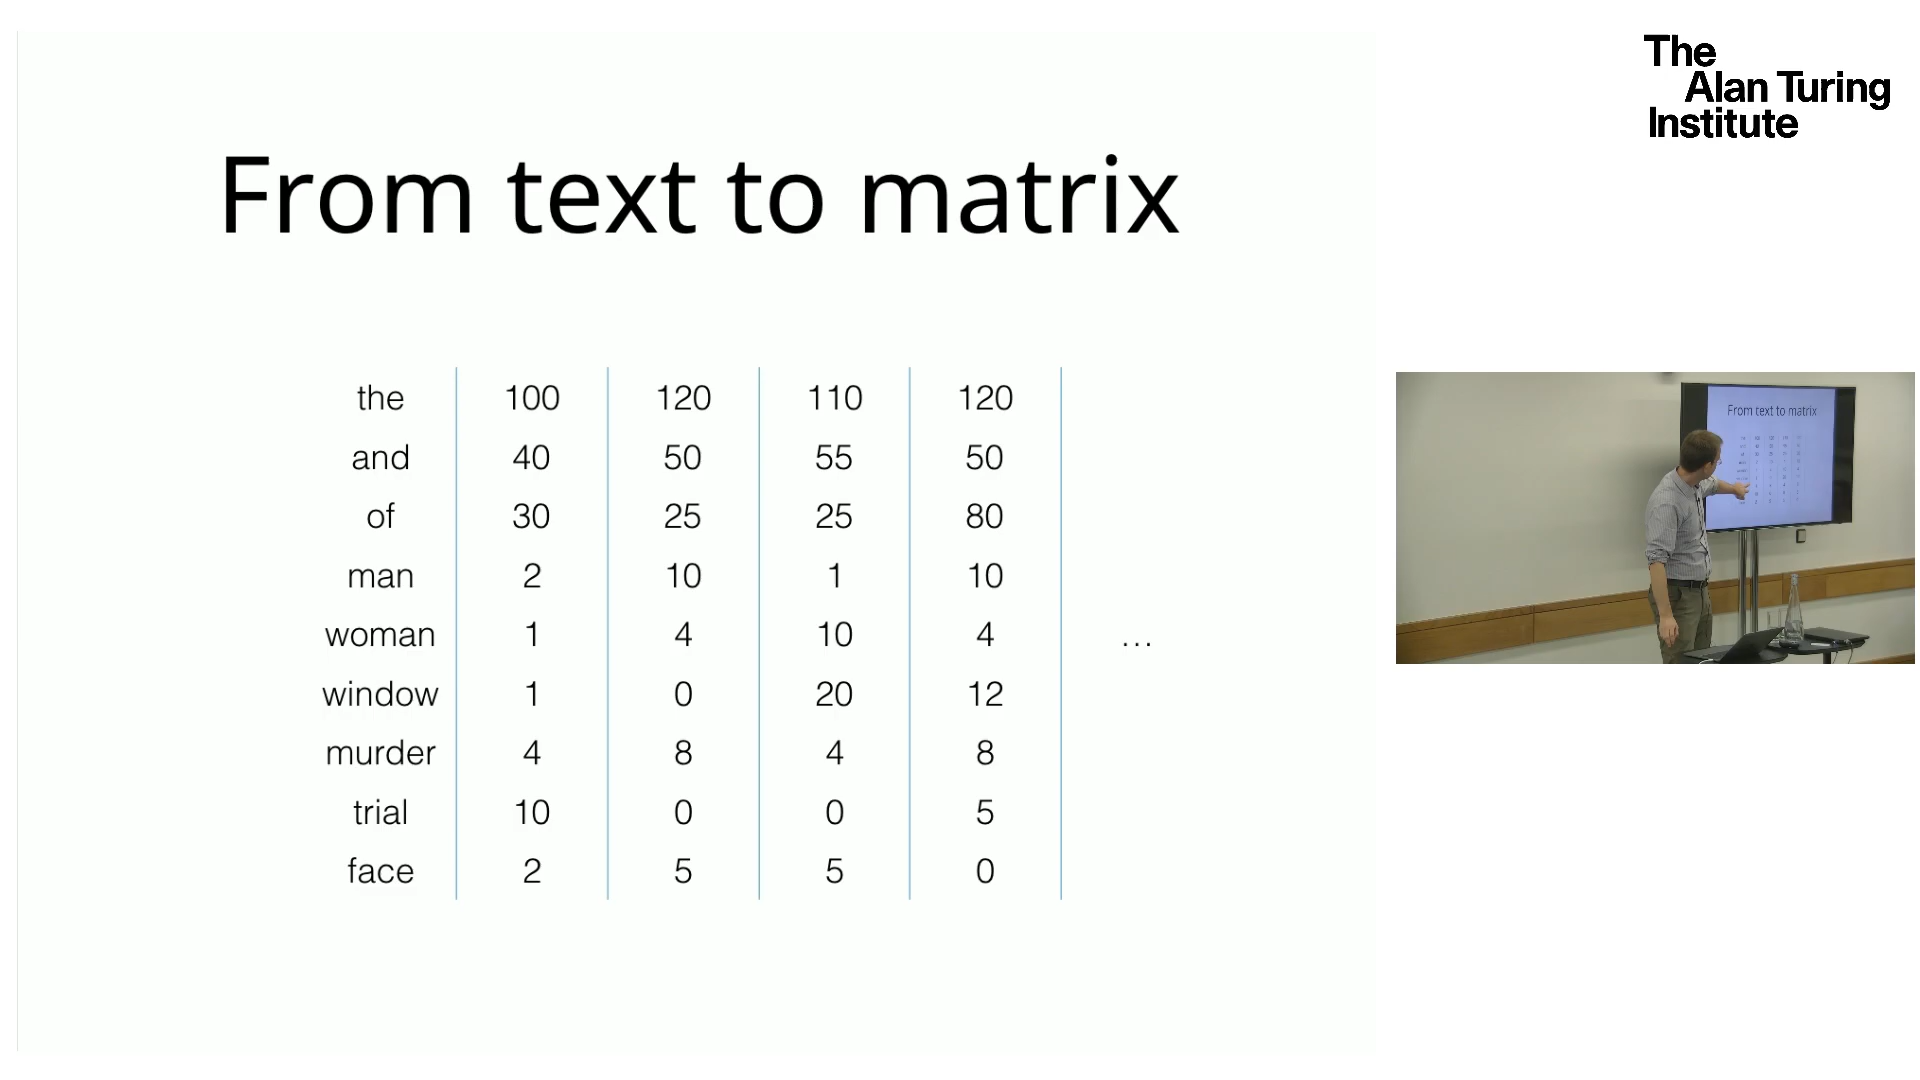 The
Alan Turing
Institute
From text to matrix
the 100 120 110 120
and 40 50 55 50
of 30 25 25 80
man 2 10 1 10
woman 1 4 10 4 ...
window 1 0 20 12
murder 4 8 4 8
trial 10 0 0 5
face 2 5 5 0
From text to matrix